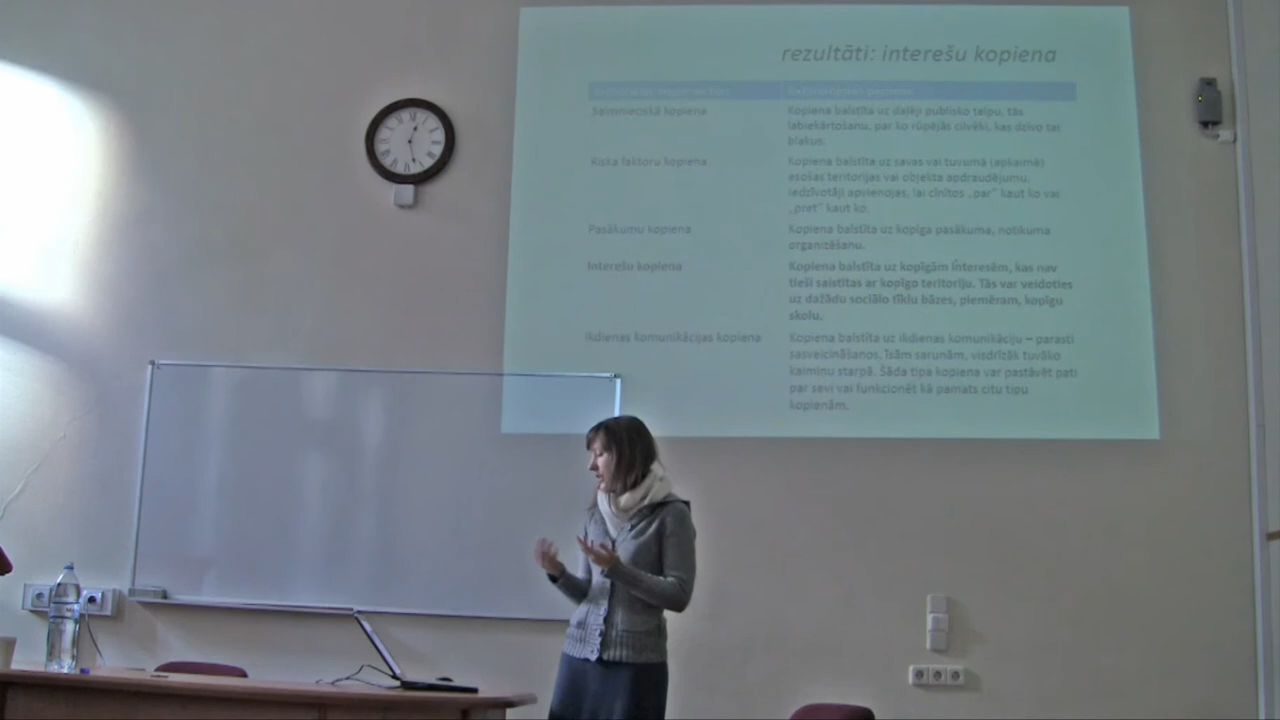 rezultāti: interešu kopiena
Saimnieciskā kopiena
Kopiena balstīta uz daļēji publisko telpu, tās
labiekārtošanu, par ko rūpējās cilvēki, kas dzīvo tai
blakus.
Riska faktoru kopiena
Kopiena balstīta uz savas vai tuvumā (apkaimē)
esošas teritorijas vai objekta apdraudējumu,
iedzīvotāji apvienojas, lai cīnītos „par” kaut ko vai
„pret” kaut ko.
Pasākumu kopiena
Kopiena balstīta uz kopīga pasākuma, notikuma
organizēšanu.
Interešu kopiena
Kopiena balstīta uz kopīgām interesēm, kas nav
tieši saistītas ar kopīgo teritoriju. Tās var veidoties
uz dažādu sociālo tīklu bāzes, piemēram, kopīgu
skolu.
Ikdienas komunikācijas kopiena
Kopiena balstīta uz ikdienas komunikāciju – parasti
sasveicināšanos, īsām sarunām, visdrīzāk tuvāko
kaimiņu starpā. Šāda tipa kopiena var pastāvēt pati
par sevi vai funkcionēt kā pamats citu tipu
kopienām.